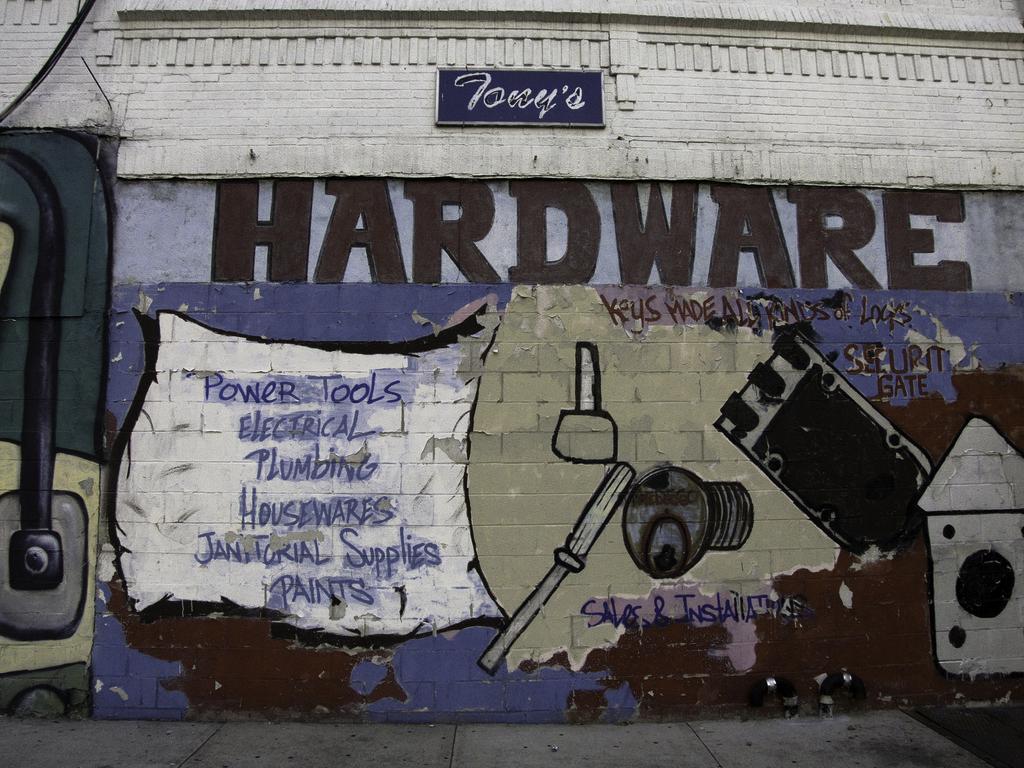 Tony's
HARDWARE
KEYS MADE ALL KINDS of LOCKS
SECURIT
GATE
POWER TOOLS
ELECTRICAL
PLUMBING
HOUSEWARES
JANITORIAL SUPPLIES
PAINTS
SALES & INSTALLATIONS